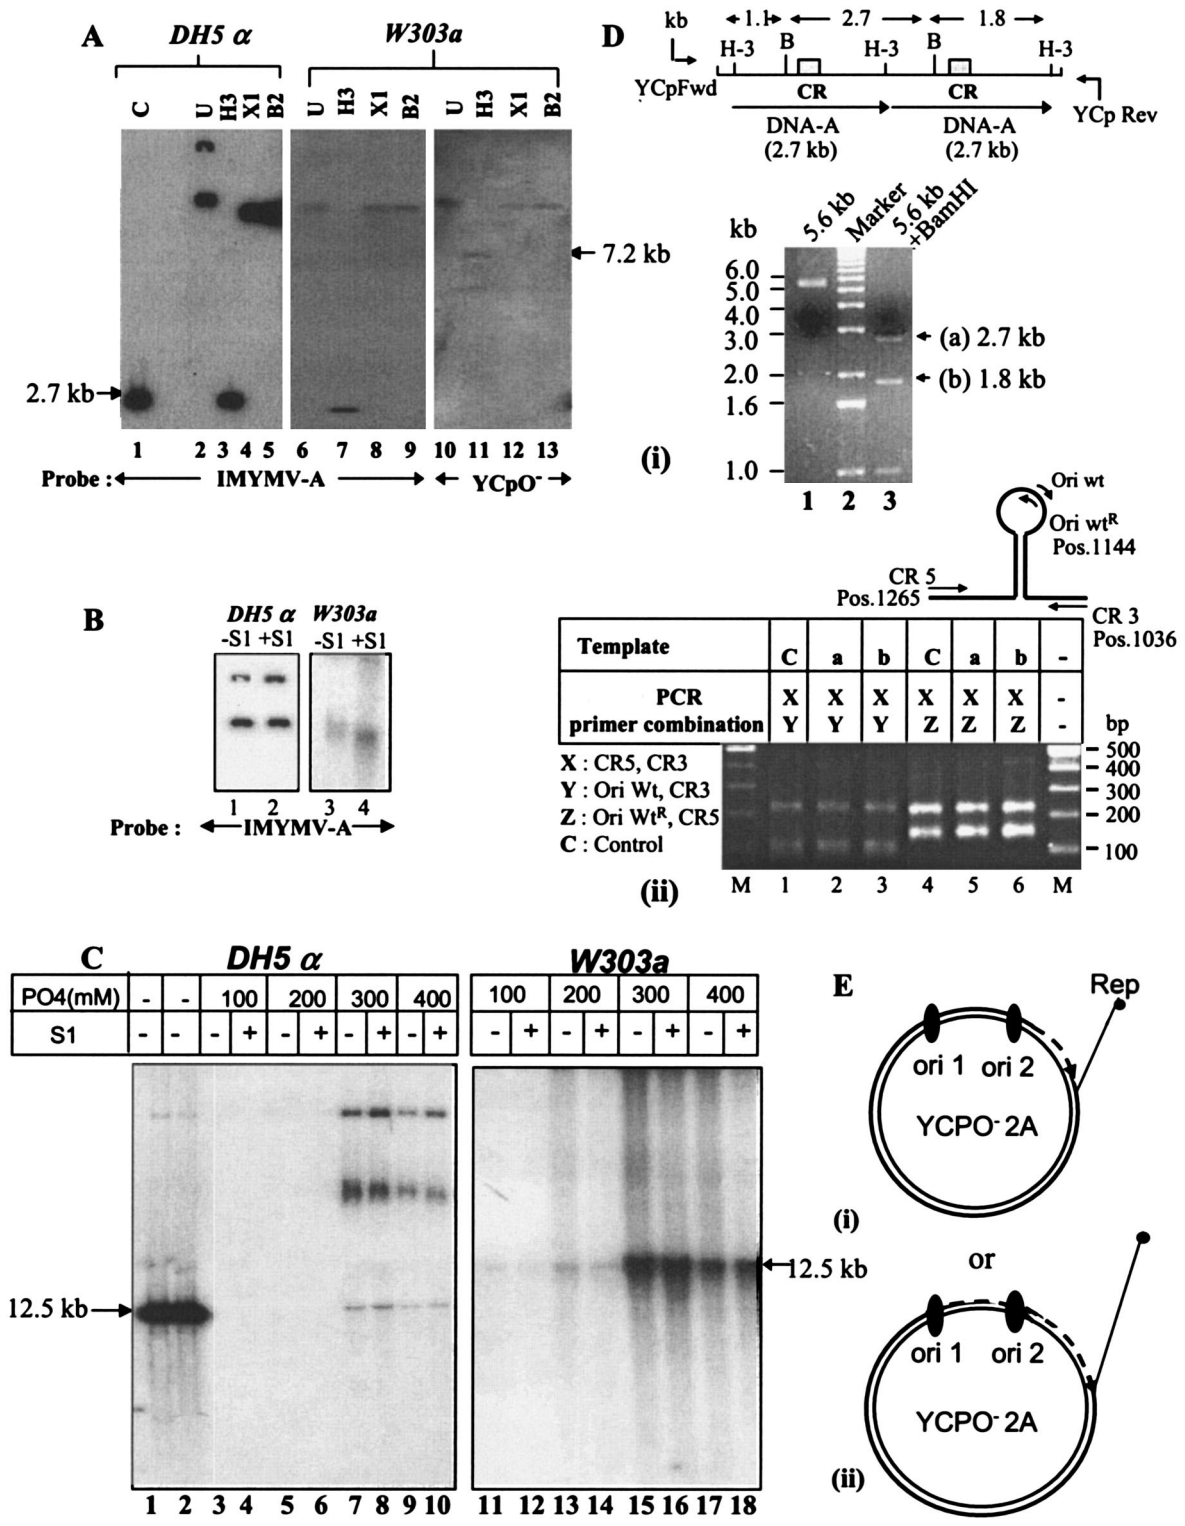 A
DH5 α
W303a
C U H3 X1 B2
U H3 X1 B2
U H3 X1 B2
2.7 kb
7.2 kb
1 2 3 4 5 6 7 8 9 10 11 12 13
Probe : IMYMV-A YCpO-
D
kb 1.1 2.7 1.8
H-3 B H-3 B H-3
YCpFwd CR CR YCp Rev
DNA-A DNA-A
(2.7 kb) (2.7 kb)
5.6 kb Marker 5.6 kb +BamHI
kb
6.0
5.0
4.0
3.0
2.0
1.6
1.0
(a) 2.7 kb
(b) 1.8 kb
(i)
1 2 3
Ori wt
Ori wtR
Pos.1144
CR 5
Pos.1265
CR 3
Pos.1036
Template C a b C a b -
PCR X X X X X X -
primer combination Y Y Y Z Z Z -
X : CR5, CR3
Y : Ori Wt, CR3
Z : Ori WtR, CR5
C : Control
bp
500
400
300
200
100
(ii)
M 1 2 3 4 5 6 M
B
DH5 α W303a
-S1 +S1 -S1 +S1
1 2 3 4
Probe : IMYMV-A
C
DH5 α
W303a
PO4(mM) - - 100 200 300 400
S1 - - - + - + - + - +
100 200 300 400
- + - + - + - +
12.5 kb
12.5 kb
1 2 3 4 5 6 7 8 9 10 11 12 13 14 15 16 17 18
E
Rep
ori 1 ori 2
YCPO- 2A
(i)
or
ori 1 ori 2
YCPO- 2A
(ii)